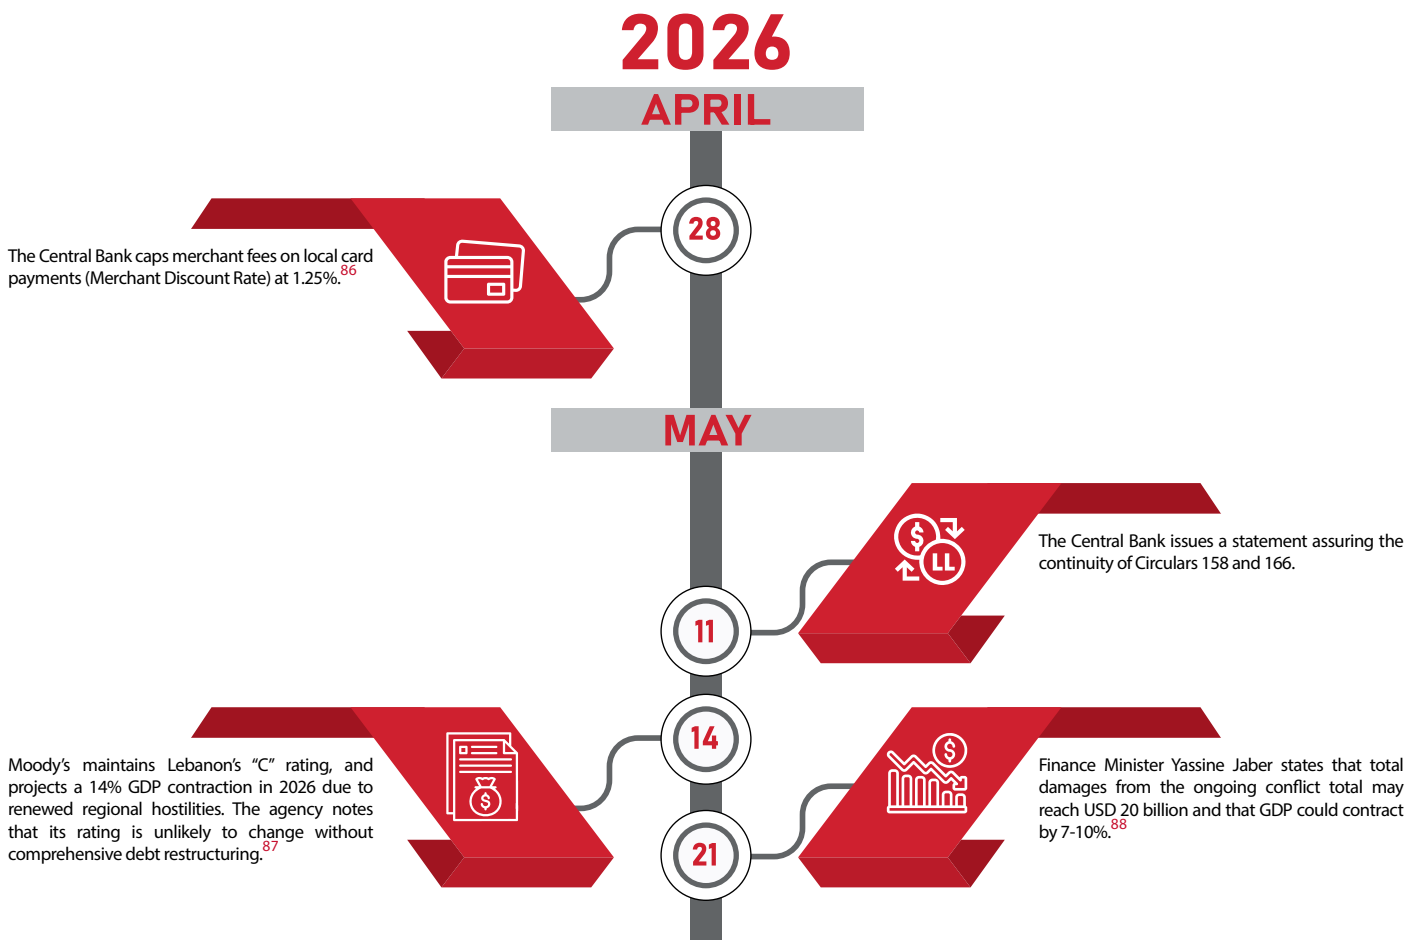 2026
APRIL
28
The Central Bank caps merchant fees on local card
payments (Merchant Discount Rate) at 1.25%.86
MAY
$
LL
The Central Bank issues a statement assuring the
continuity of Circulars 158 and 166.
11
14
$
Moody's maintains Lebanon's “C” rating, and
projects a 14% GDP contraction in 2026 due to
renewed regional hostilities. The agency notes
that its rating is unlikely to change without
comprehensive debt restructuring.87
$
Finance Minister Yassine Jaber states that total
damages from the ongoing conflict total may
reach USD 20 billion and that GDP could contract
by 7-10%.88
21